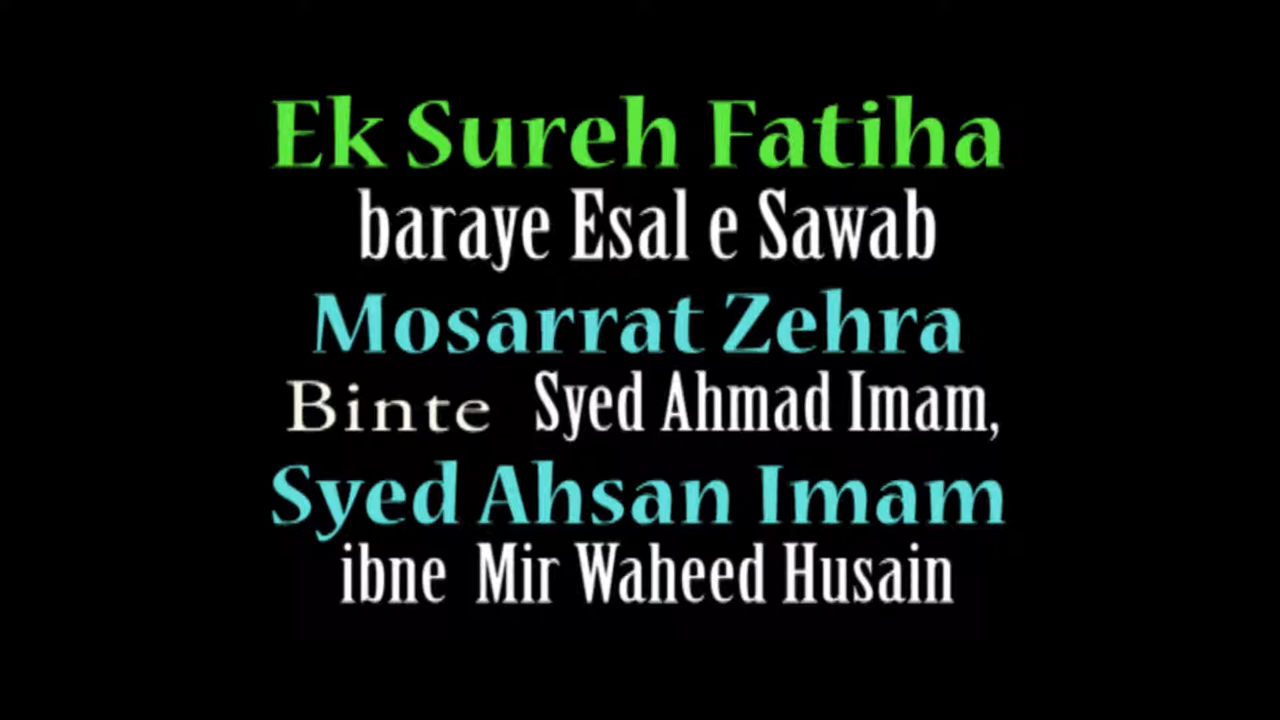 Ek Sureh Fatiha
baraye Esal e Sawab
Mosarrat Zehra
Binte Syed Ahmad Imam,
Syed Ahsan Imam
ibne Mir Waheed Husain